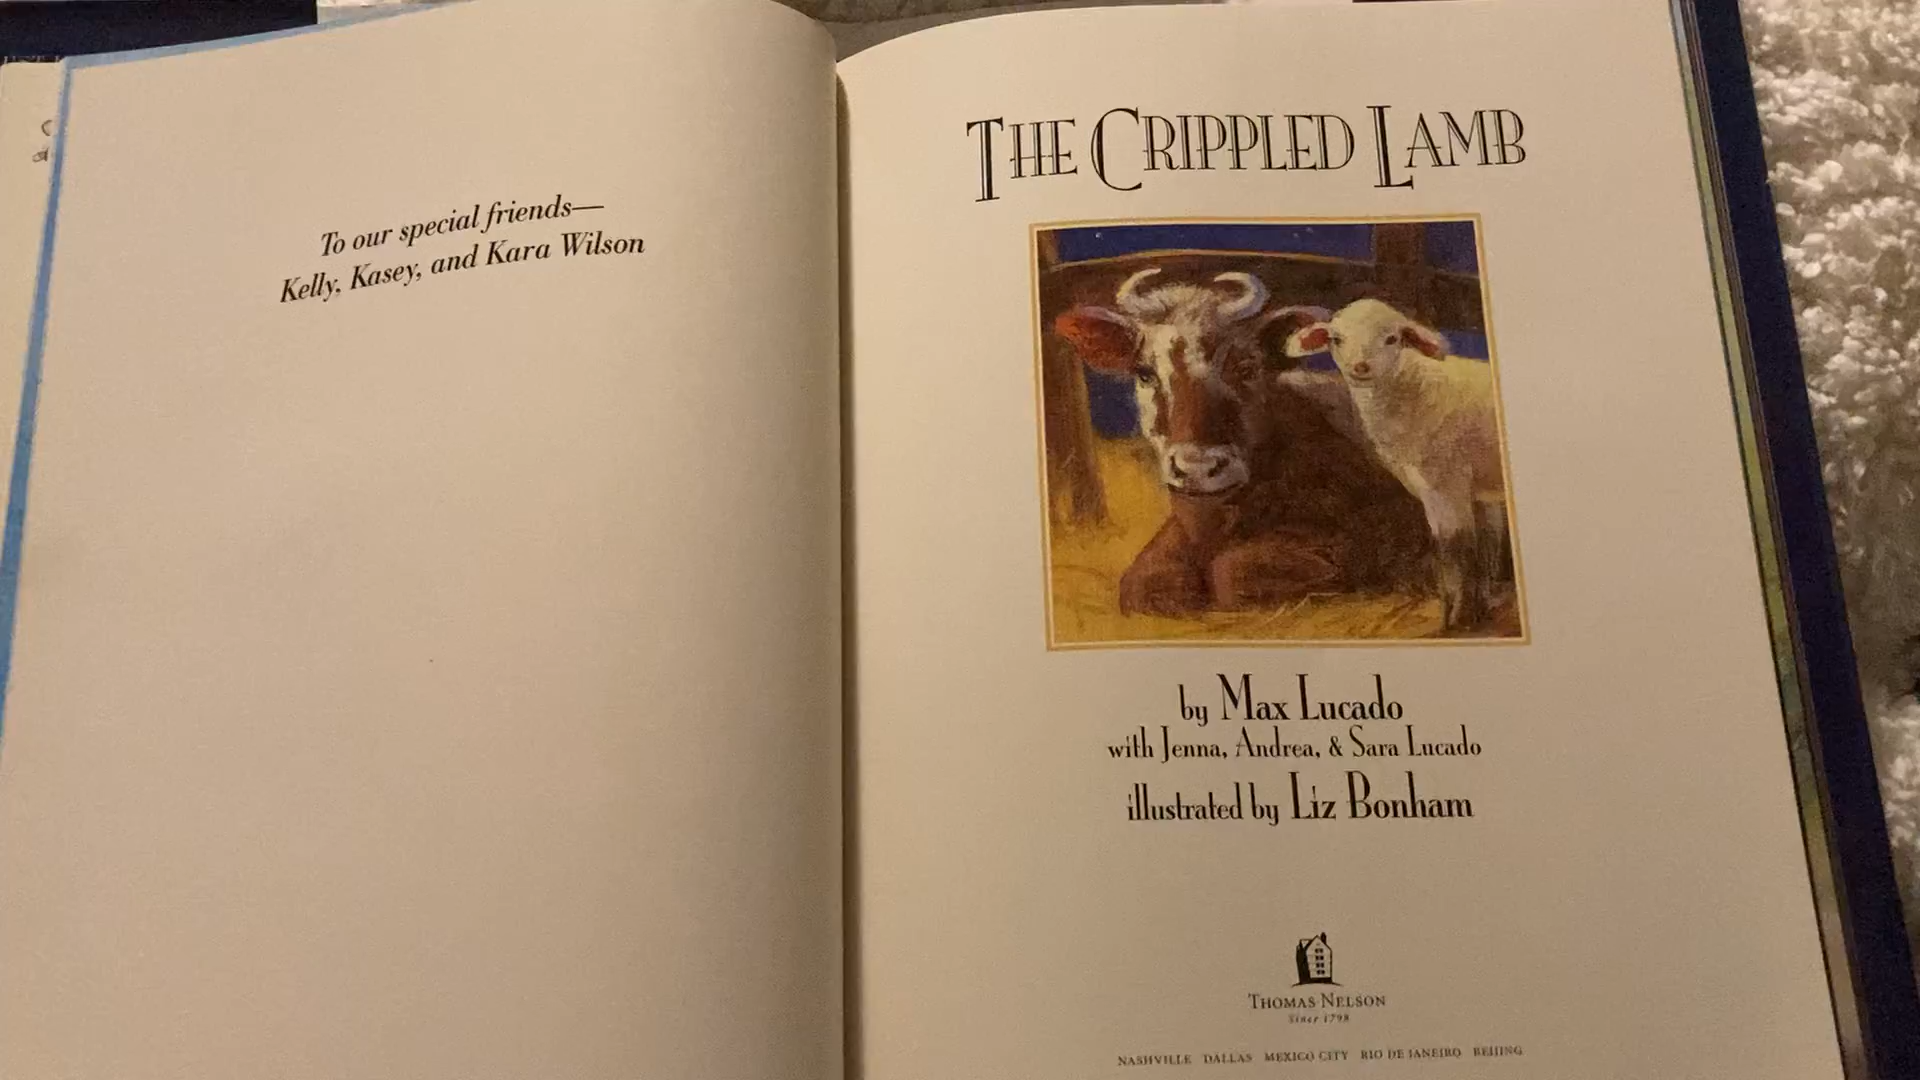 To our special friends—
Kelly, Kasey, and Kara Wilson
THE CRIPPLED LAMB
by Max Lucado
with Jenna, Andrea, & Sara Lucado
illustrated by Liz Bonham
THOMAS NELSON
Since 1798
NASHVILLE DALLAS MEXICO CITY RIO DE JANEIRO BEIJING